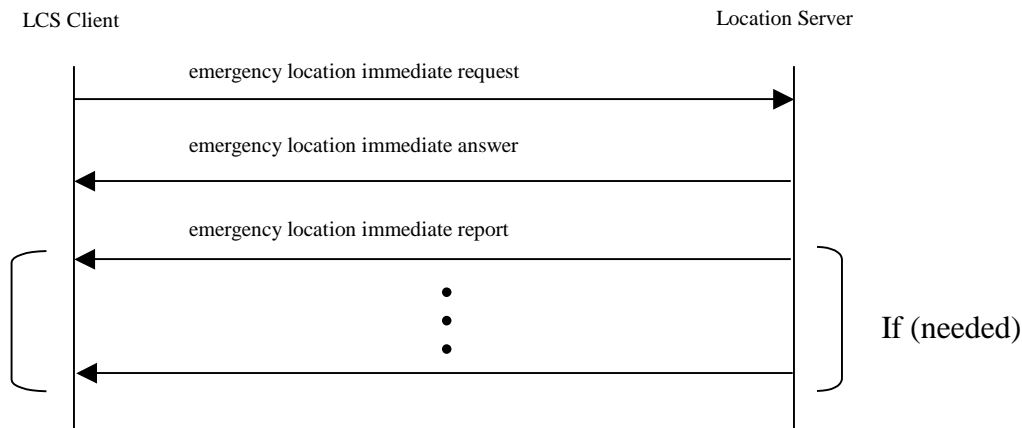 LCS Client
Location Server
emergency location immediate request
emergency location immediate answer
emergency location immediate report
If (needed)